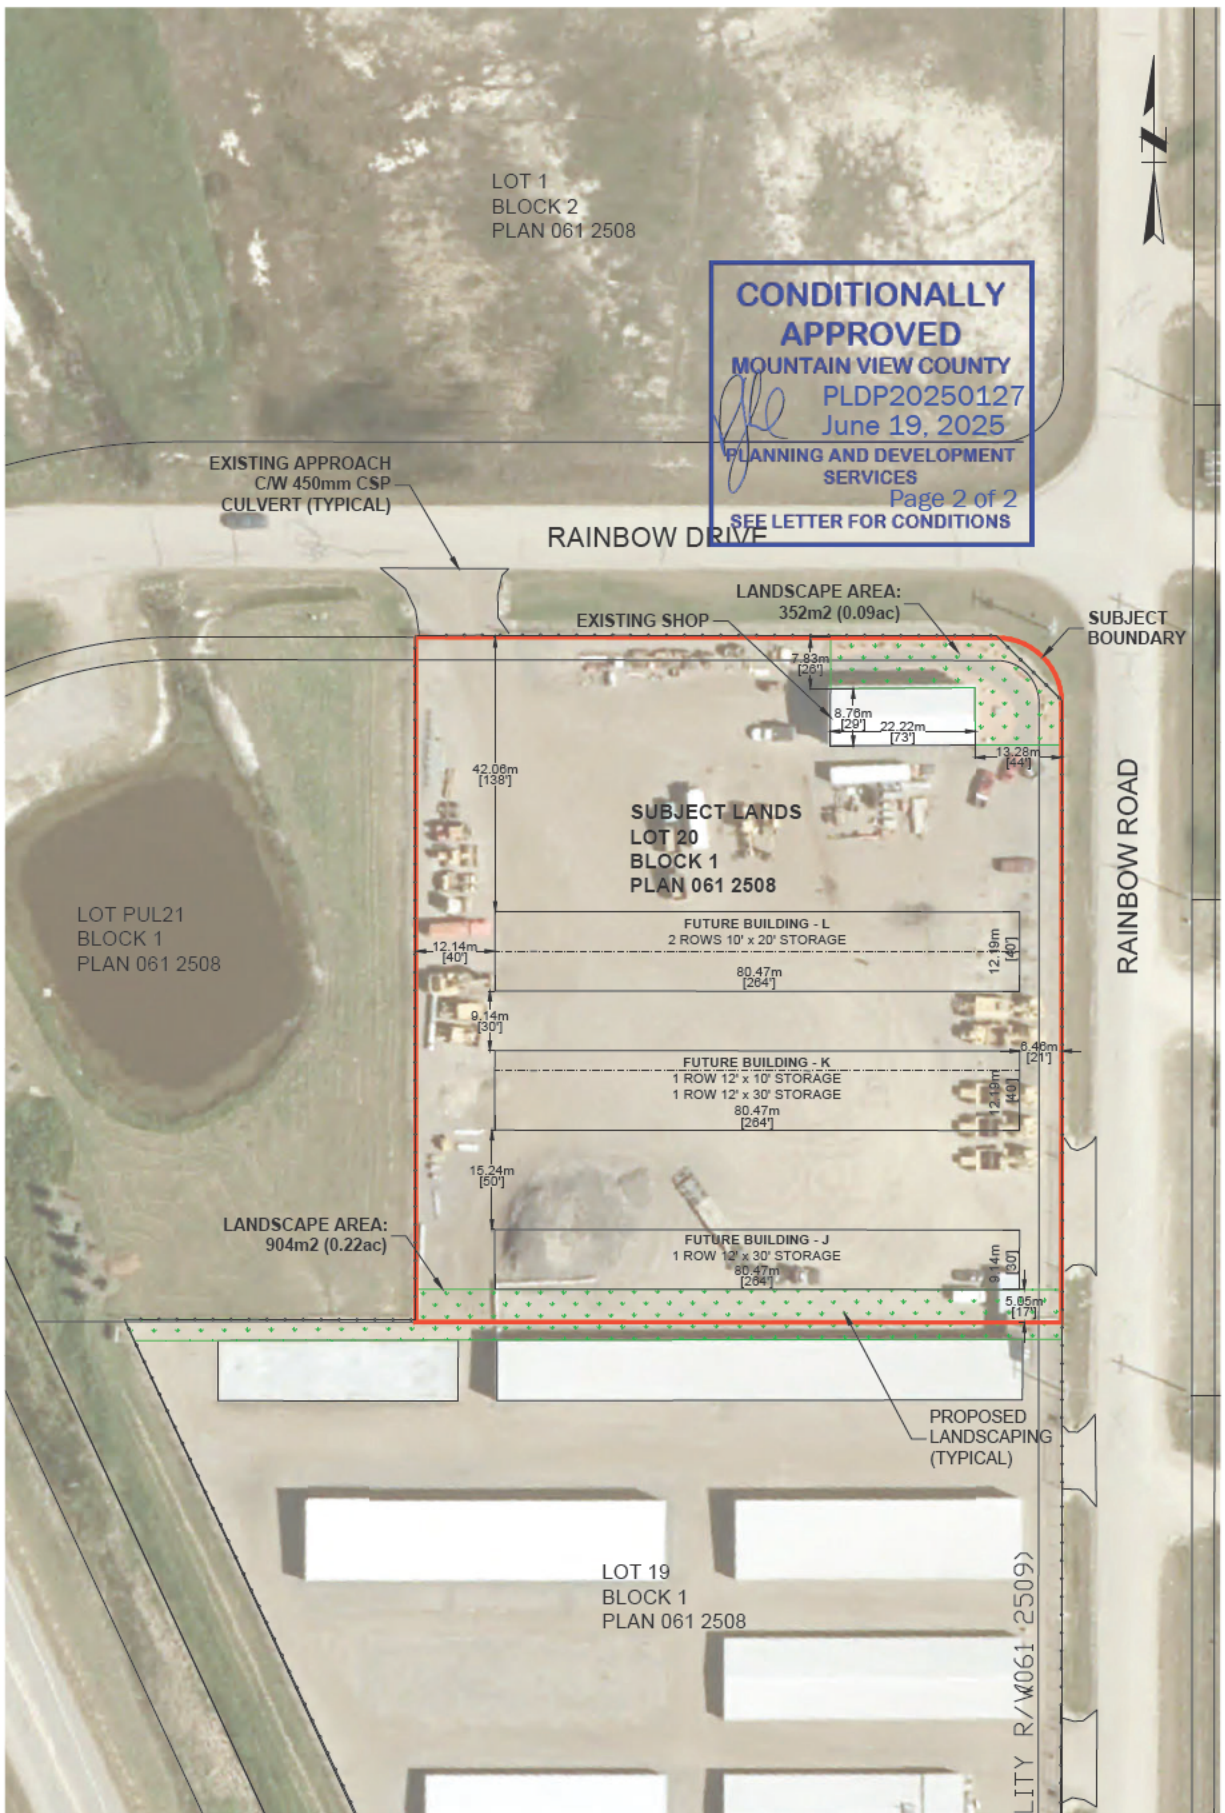 LOT 1
BLOCK 2
PLAN 061 2508
N
CONDITIONALLY
APPROVED
MOUNTAIN VIEW COUNTY
PLDP20250127
June 19, 2025
PLANNING AND DEVELOPMENT
SERVICES
Page 2 of 2
SEE LETTER FOR CONDITIONS
EXISTING APPROACH
C/W 450mm CSP
CULVERT (TYPICAL)
RAINBOW DRIVE
LANDSCAPE AREA:
352m2 (0.09ac)
EXISTING SHOP
SUBJECT
BOUNDARY
7.83m
[26']
8.76m
[29']
22.22m
[73']
13.28m
[44']
42.06m
[138']
RAINBOW ROAD
SUBJECT LANDS
LOT 20
BLOCK 1
PLAN 061 2508
LOT PUL21
BLOCK 1
PLAN 061 2508
FUTURE BUILDING - L
2 ROWS 10' x 20' STORAGE
12.14m
[40']
80.47m
[264']
12.19m
[40']
9.14m
[30']
6.46m
[21']
FUTURE BUILDING - K
1 ROW 12' x 10' STORAGE
1 ROW 12' x 30' STORAGE
80.47m
[264']
12.19m
[40']
15.24m
[50']
LANDSCAPE AREA:
904m2 (0.22ac)
FUTURE BUILDING - J
1 ROW 12' x 30' STORAGE
80.47m
[264']
9.14m
[30']
5.05m
[17']
PROPOSED
LANDSCAPING
(TYPICAL)
LOT 19
BLOCK 1
PLAN 061 2508
LITY R/W061 2509)